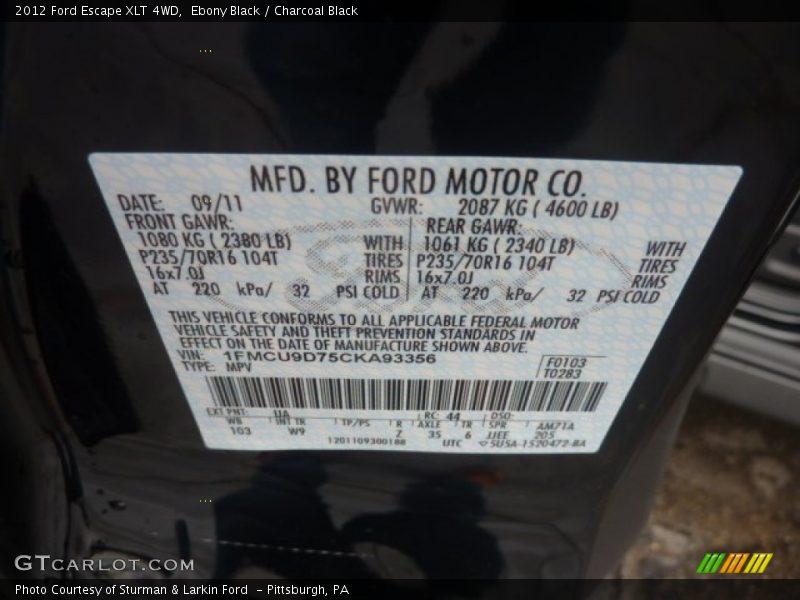 2012 Ford Escape XLT 4WD,  Ebony Black / Charcoal Black
MFD. BY FORD MOTOR CO.
DATE: 09/11 GVWR: 2087 KG ( 4600 LB)
FRONT GAWR: REAR GAWR:
1080 KG ( 2380 LB) WITH 1061 KG ( 2340 LB) WITH
P235/70R16 104T TIRES P235/70R16 104T TIRES
16x7.0J RIMS 16x7.0J RIMS
AT 220 kPa/ 32 PSI COLD AT 220 kPa/ 32 PSI COLD
THIS VEHICLE CONFORMS TO ALL APPLICABLE FEDERAL MOTOR
VEHICLE SAFETY AND THEFT PREVENTION STANDARDS IN
EFFECT ON THE DATE OF MANUFACTURE SHOWN ABOVE.
VIN: 1FMCU9D75CKA93356 F0103
TYPE: MPV T0283
EXT PNT: UA RC: 44 DSO:
WB INT TR TP/PS R AXLE TR SPR AM71A
103 W9 Z 35 6 JJEE 205
1201109300188 UTC 5U5A-1520472-BA
GTCARLOT.COM
Photo Courtesy of Sturman & Larkin Ford  - Pittsburgh, PA